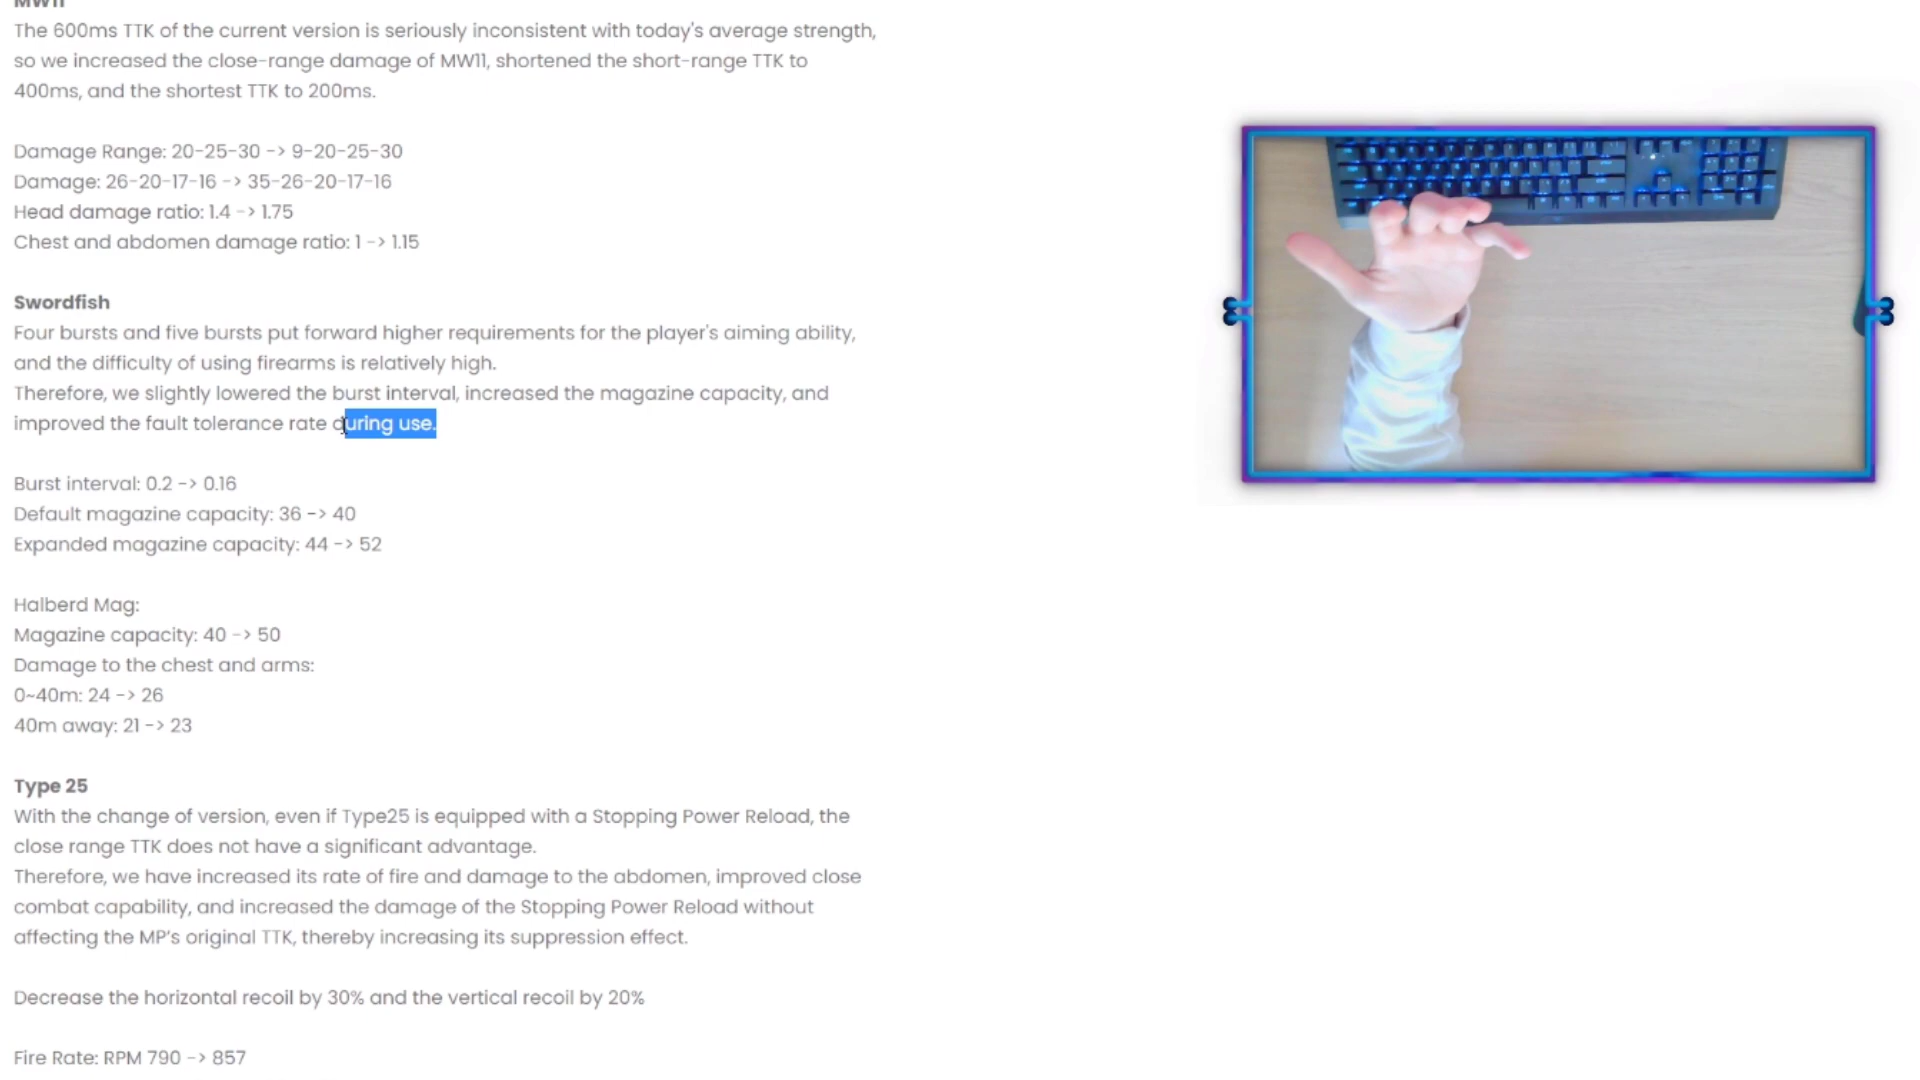 MW11
The 600ms TTK of the current version is seriously inconsistent with today's average strength,
so we increased the close-range damage of MW11, shortened the short-range TTK to
400ms, and the shortest TTK to 200ms.
Damage Range: 20-25-30 -> 9-20-25-30
Damage: 26-20-17-16 -> 35-26-20-17-16
Head damage ratio: 1.4 -> 1.75
Chest and abdomen damage ratio: 1 -> 1.15
Swordfish
Four bursts and five bursts put forward higher requirements for the player's aiming ability,
and the difficulty of using firearms is relatively high.
Therefore, we slightly lowered the burst interval, increased the magazine capacity, and
improved the fault tolerance rate during use.
Burst interval: 0.2 -> 0.16
Default magazine capacity: 36 -> 40
Expanded magazine capacity: 44 -> 52
Halberd Mag:
Magazine capacity: 40 -> 50
Damage to the chest and arms:
0~40m: 24 -> 26
40m away: 21 -> 23
Type 25
With the change of version, even if Type25 is equipped with a Stopping Power Reload, the
close range TTK does not have a significant advantage.
Therefore, we have increased its rate of fire and damage to the abdomen, improved close
combat capability, and increased the damage of the Stopping Power Reload without
affecting the MP's original TTK, thereby increasing its suppression effect.
Decrease the horizontal recoil by 30% and the vertical recoil by 20%
Fire Rate: RPM 790 -> 857